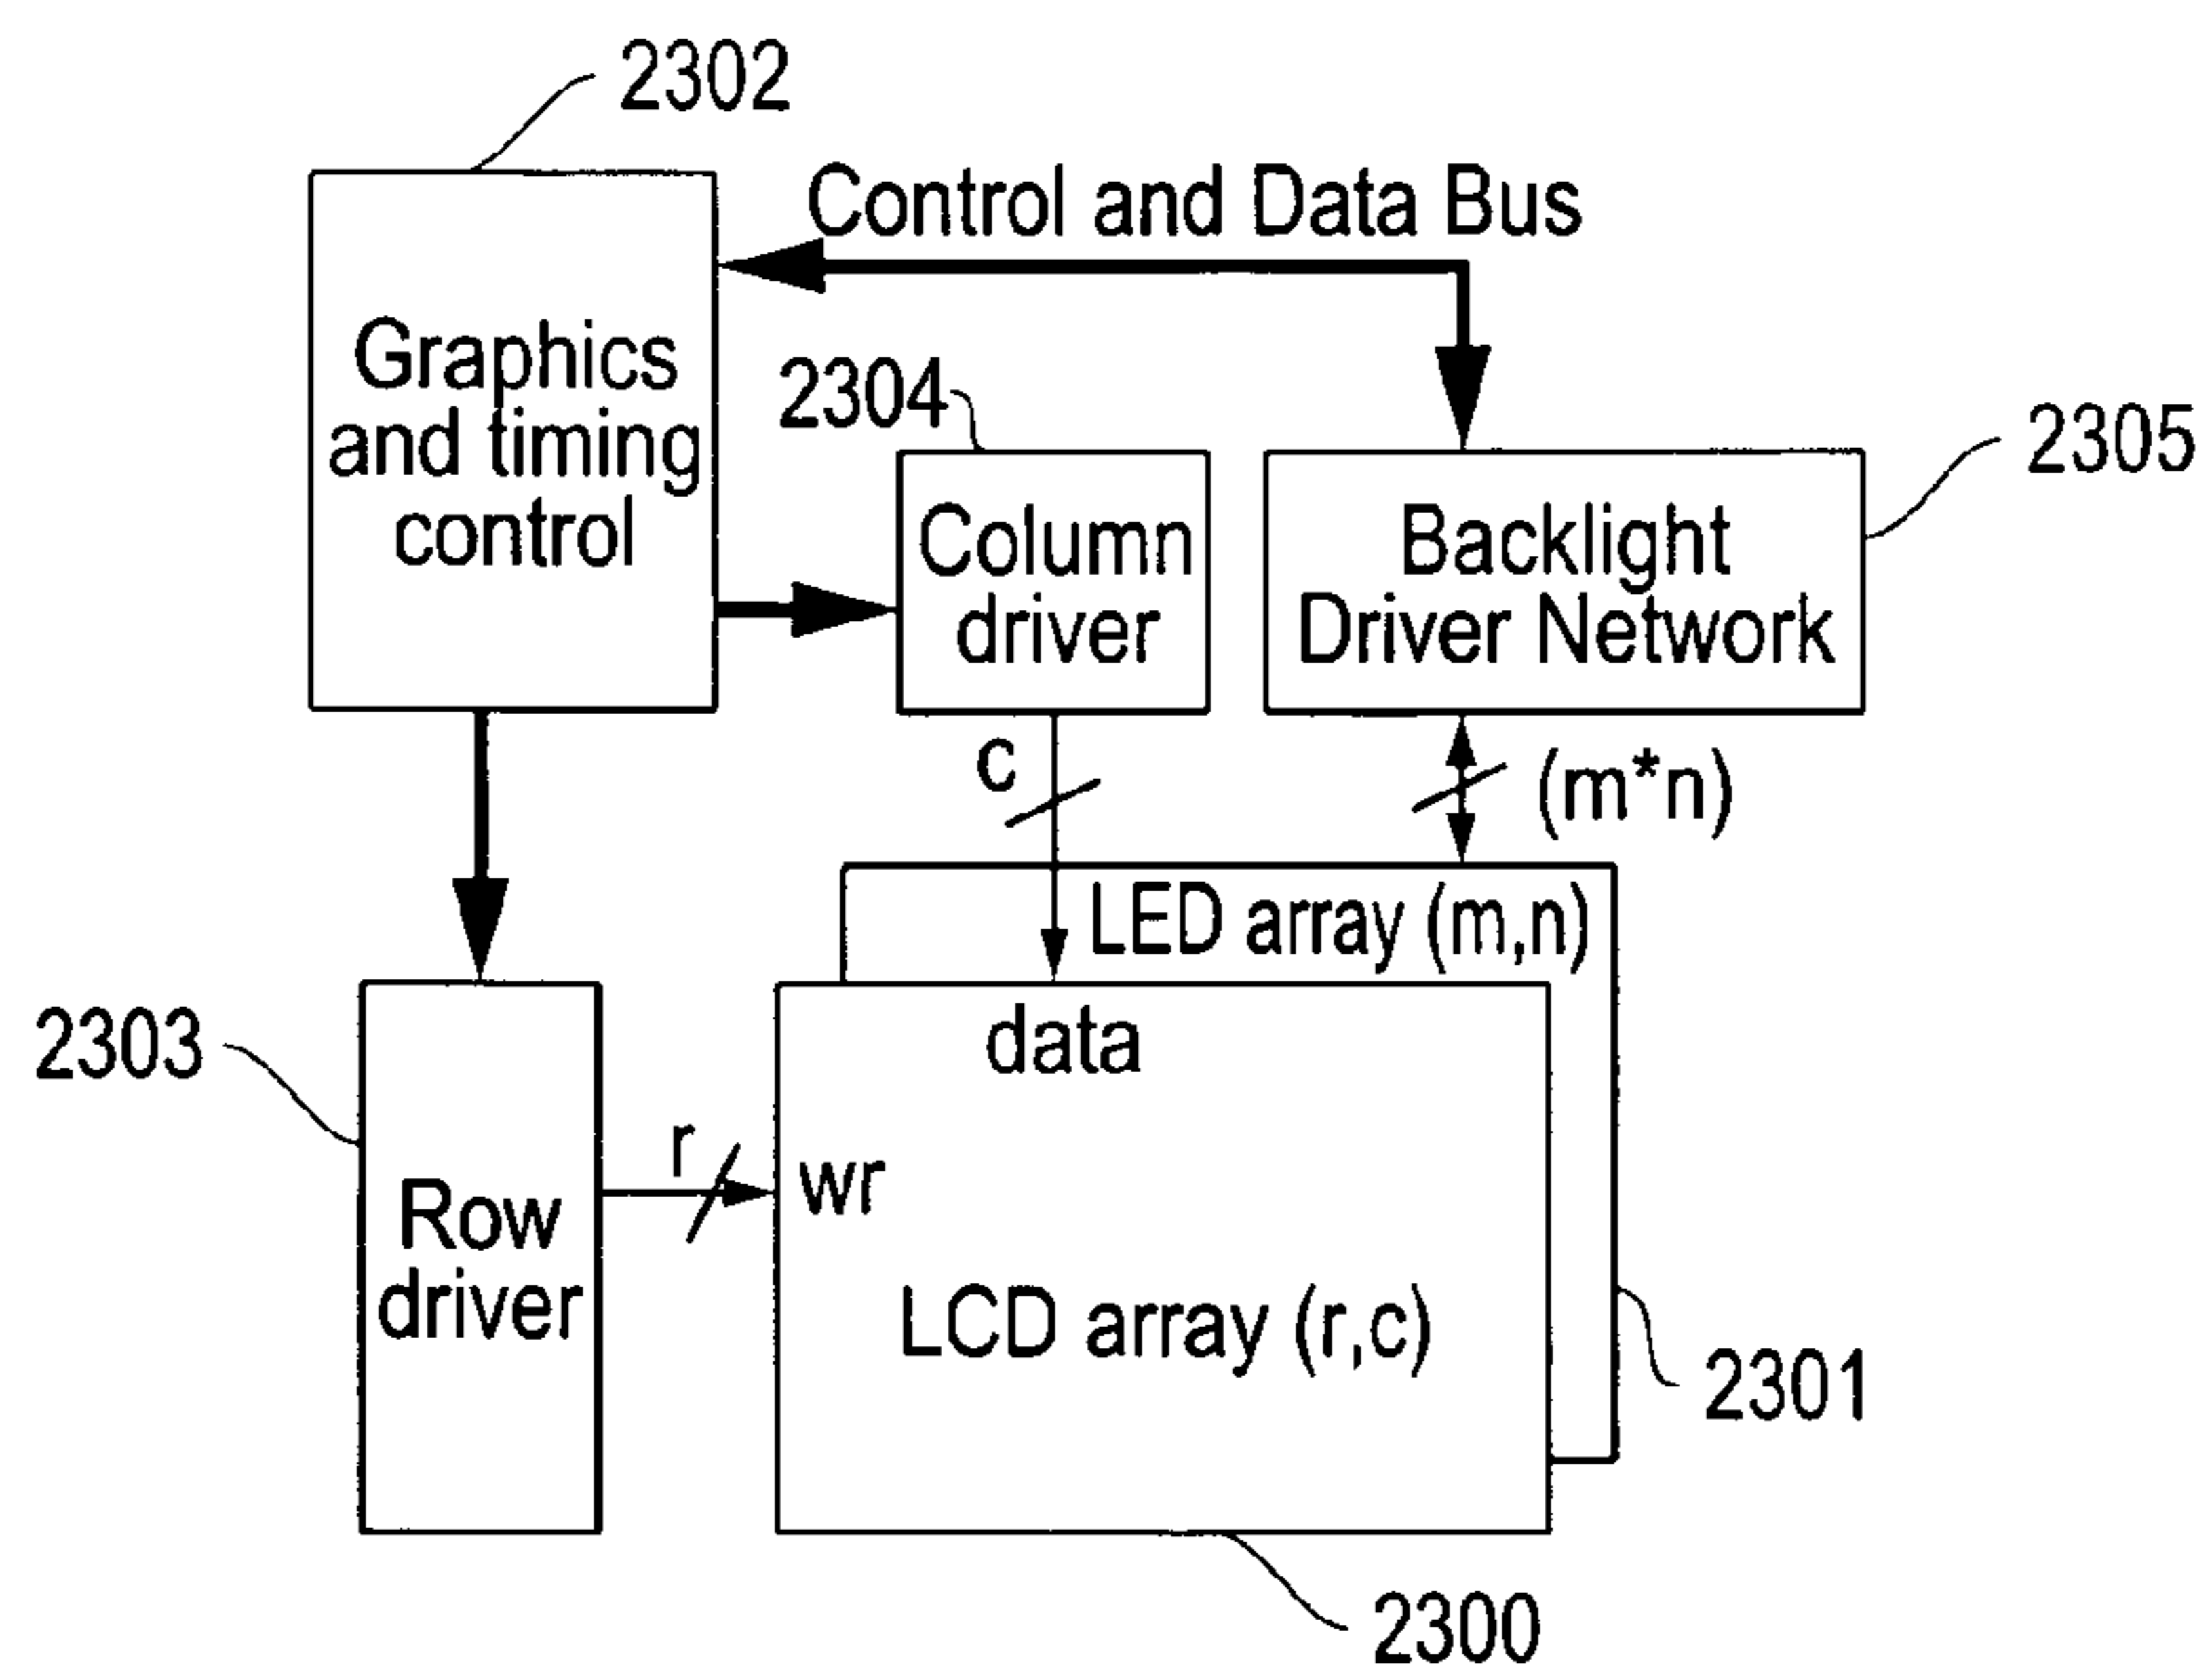 2302
Control and Data Bus
Graphics
and timing
control
2304
2305
Column
driver
Backlight
Driver Network
c
(m*n)
LED array (m,n)
2303
data
r
wr
Row
driver
LCD array (r,c)
2301
2300